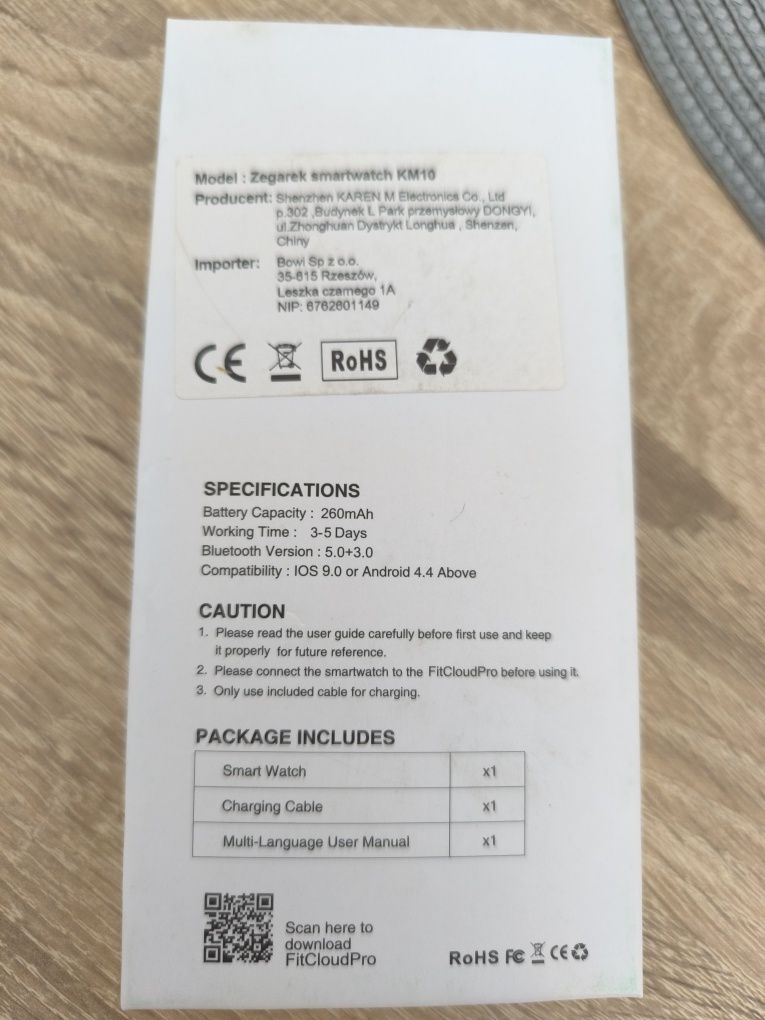 Model : Zegarek smartwatch KM10
Producent: Shenzhen KAREN M Electronics Co., Ltd
p.302 ,Budynek L Park przemysłowy DONGYI,
ul.Zhonghuan Dystrykt Longhua , Shenzen,
Chiny
Importer: Bowi Sp z o.o.
35-615 Rzeszów,
Leszka czarnego 1A
NIP: 6762601149
CE RoHS
SPECIFICATIONS
Battery Capacity : 260mAh
Working Time : 3-5 Days
Bluetooth Version : 5.0+3.0
Compatibility : IOS 9.0 or Android 4.4 Above
CAUTION
1. Please read the user guide carefully before first use and keep
it properly for future reference.
2. Please connect the smartwatch to the FitCloudPro before using it.
3. Only use included cable for charging.
PACKAGE INCLUDES
Smart Watch x1
Charging Cable x1
Multi-Language User Manual x1
Scan here to
download
FitCloudPro
RoHS FC CE